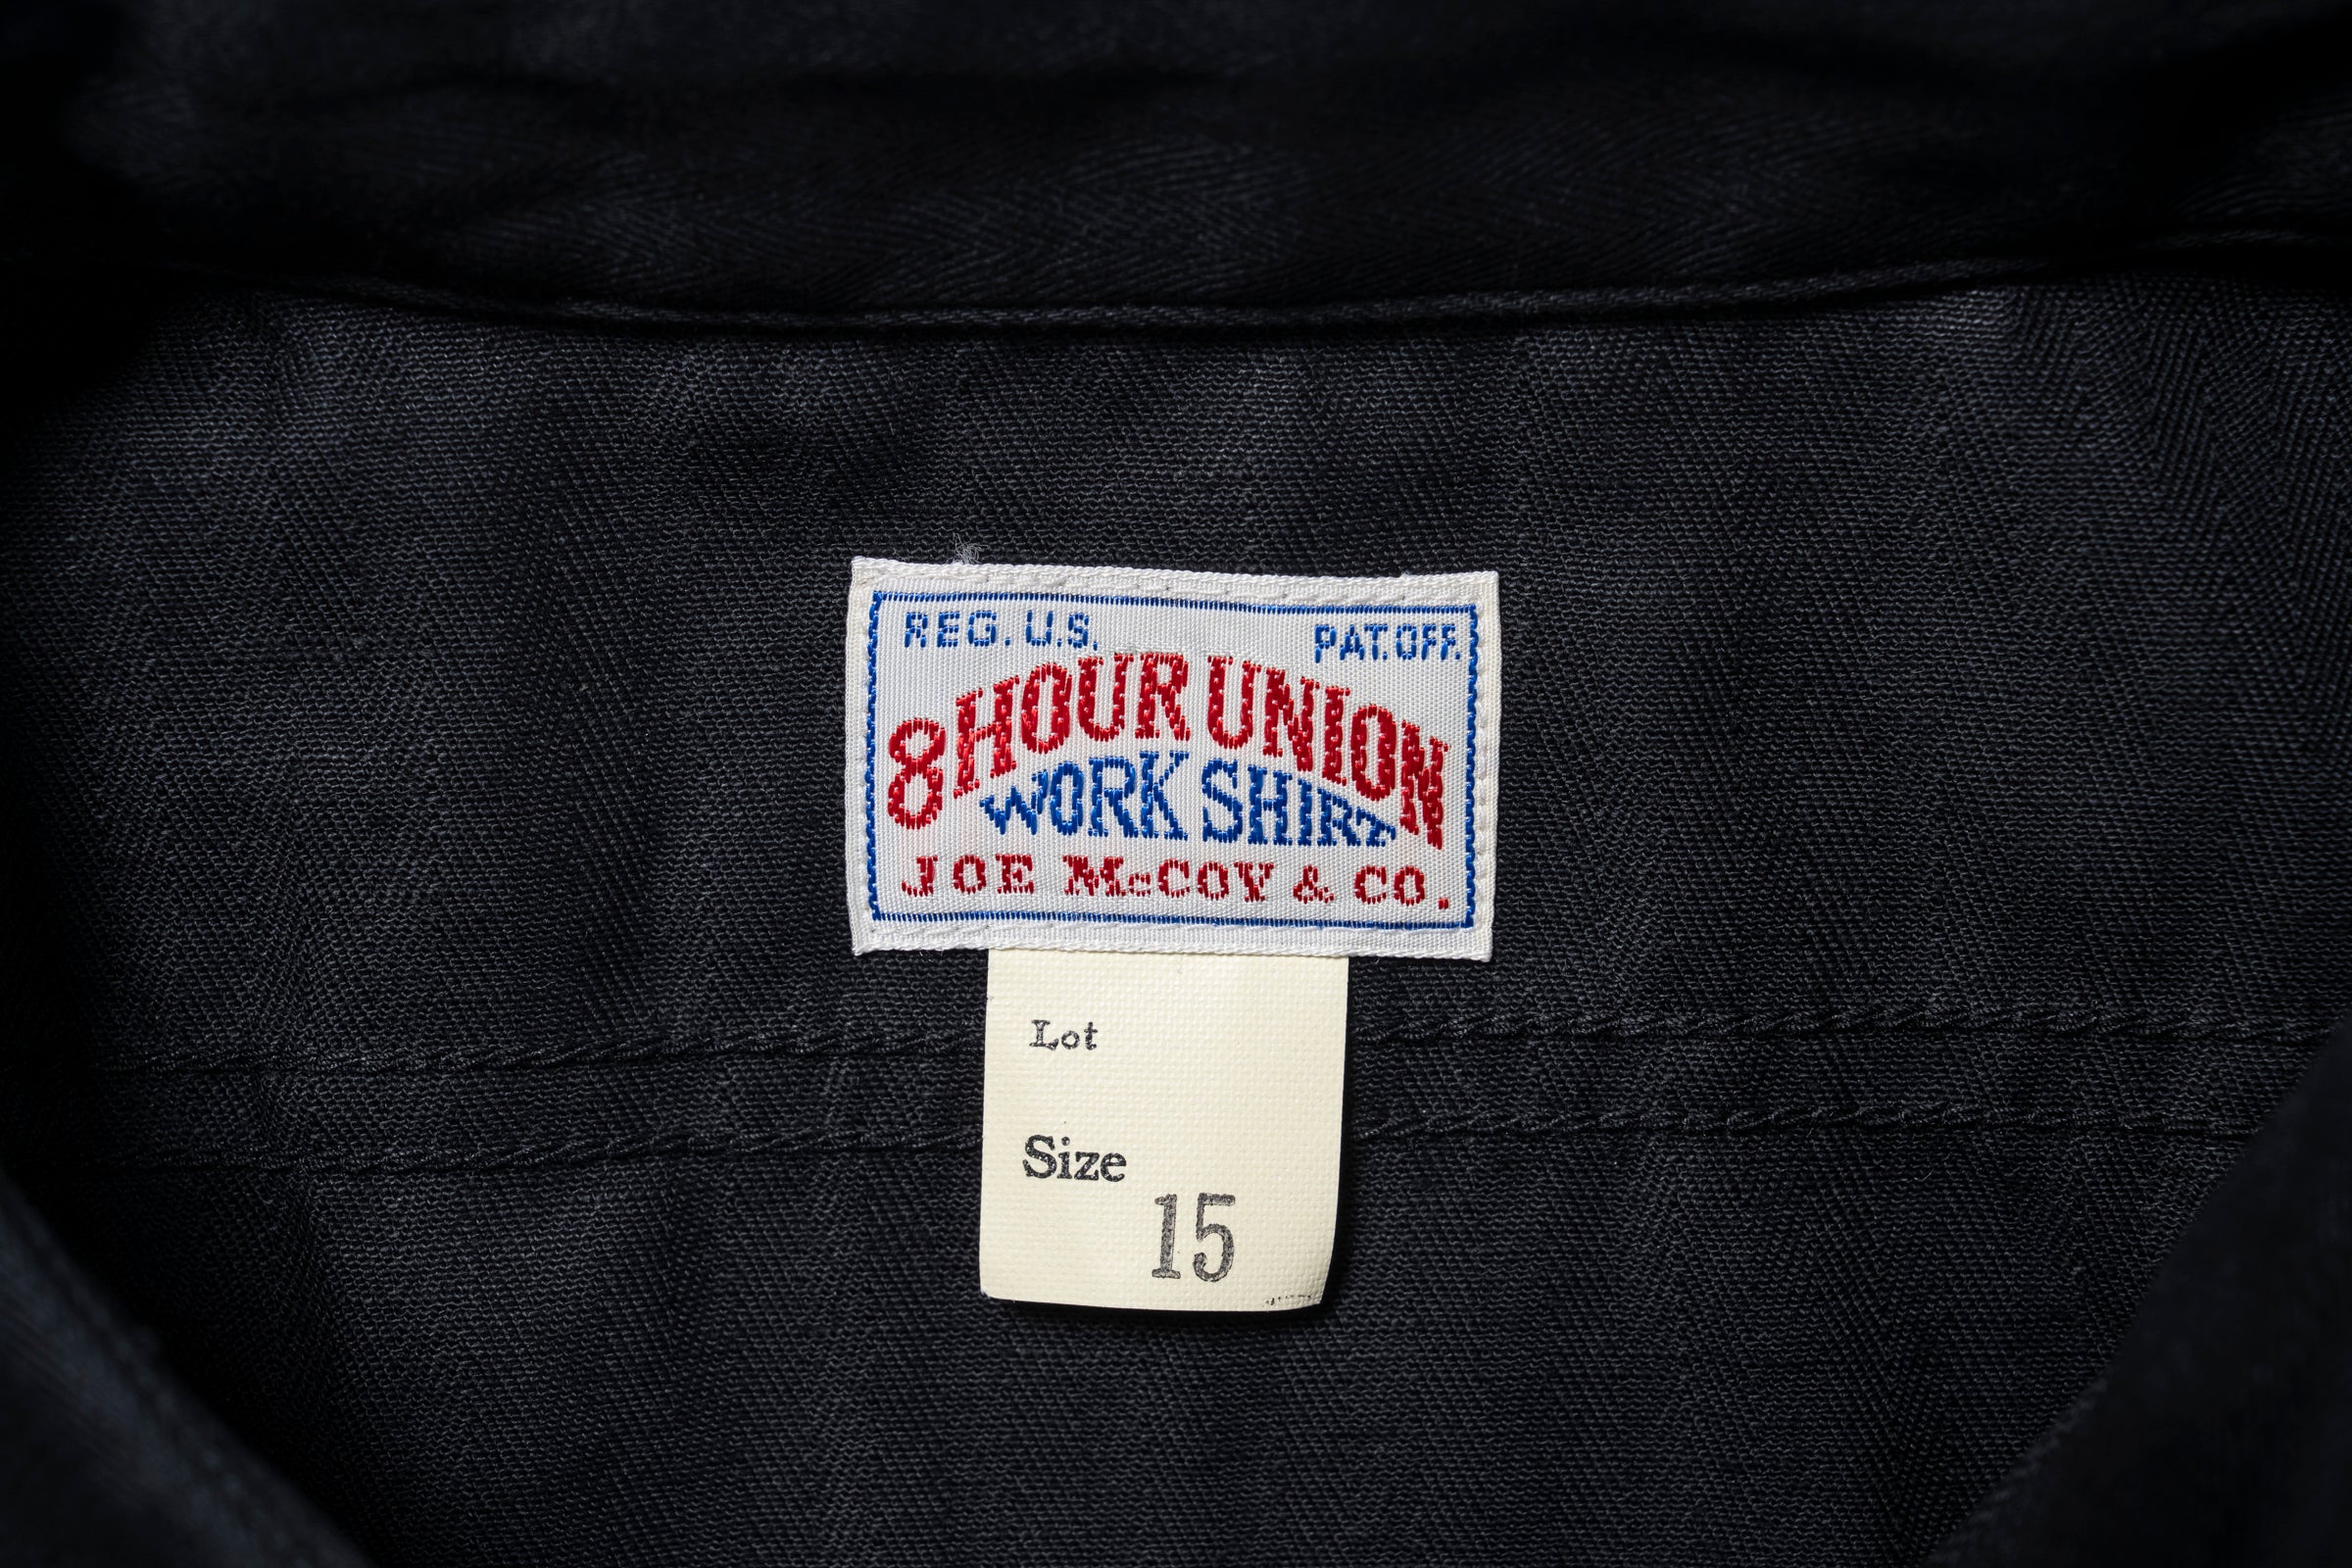 REG. U.S. PAT. OFF.
8 HOUR UNION
WORK SHIRT
JOE McCOY & CO.
Lot
Size
15